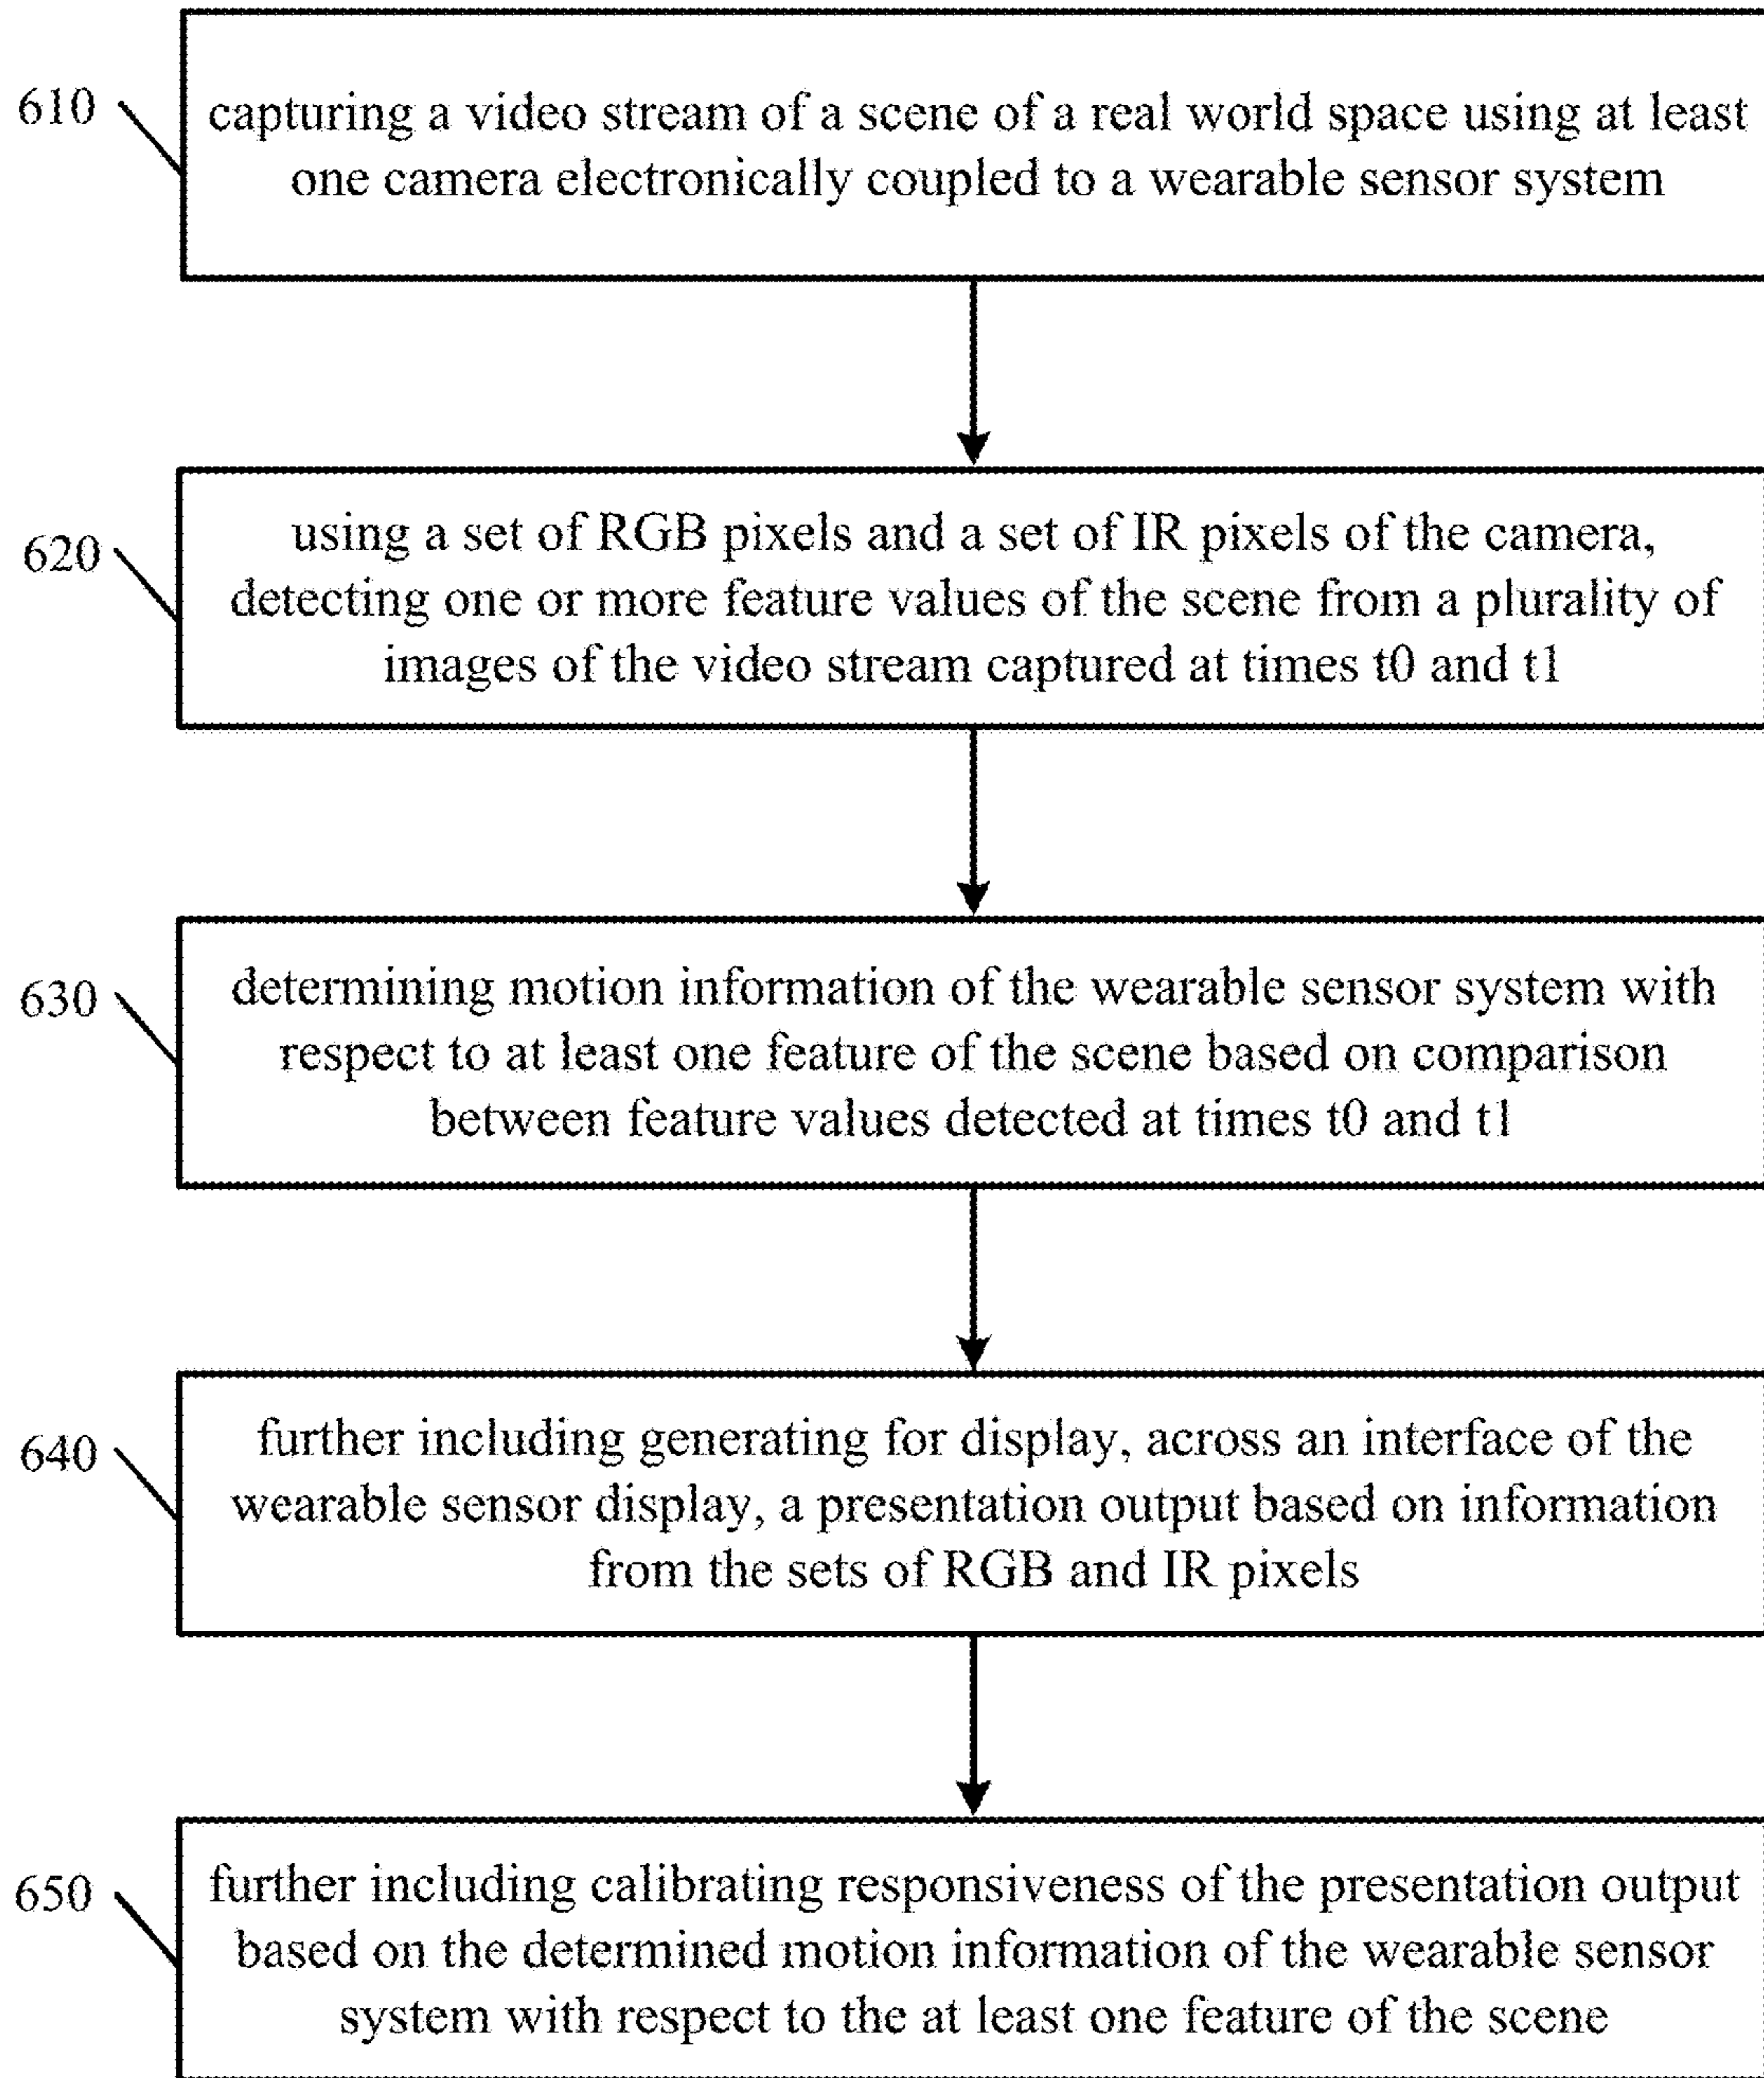 610
capturing a video stream of a scene of a real world space using at least
one camera electronically coupled to a wearable sensor system
620
using a set of RGB pixels and a set of IR pixels of the camera,
detecting one or more feature values of the scene from a plurality of
images of the video stream captured at times t0 and t1
630
determining motion information of the wearable sensor system with
respect to at least one feature of the scene based on comparison
between feature values detected at times t0 and t1
640
further including generating for display, across an interface of the
wearable sensor display, a presentation output based on information
from the sets of RGB and IR pixels
650
further including calibrating responsiveness of the presentation output
based on the determined motion information of the wearable sensor
system with respect to the at least one feature of the scene